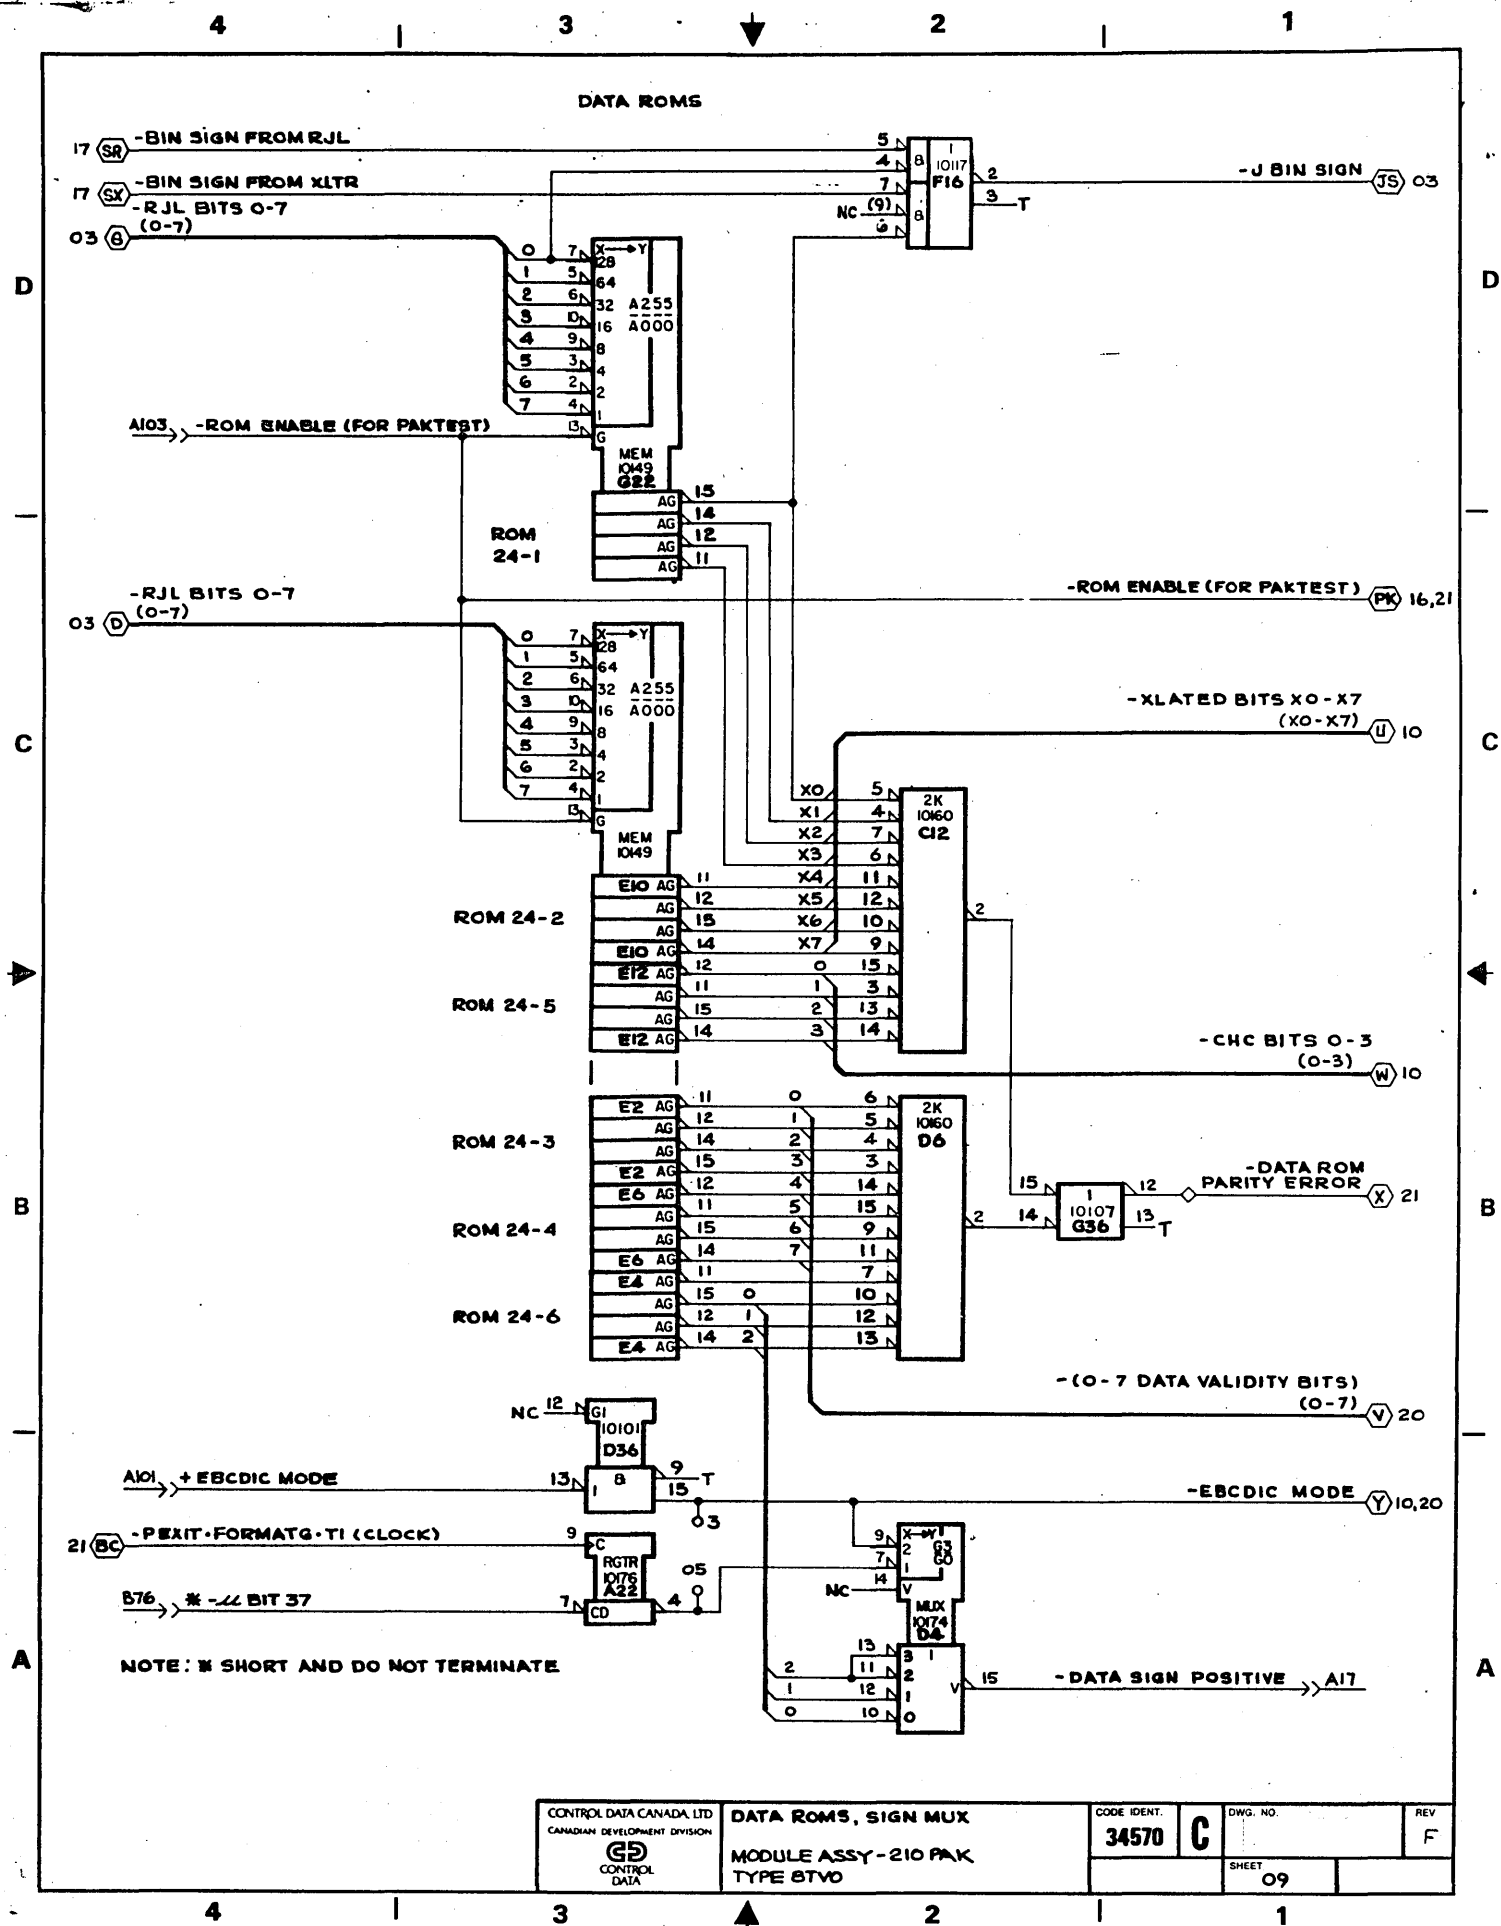 4 3 2 1
DATA ROMS
17 SR -BIN SIGN FROM RJL
5
4
&
1
10117
F16
2
-J BIN SIGN JS 03
17 SX -BIN SIGN FROM XLTR
7
3 T
-RJL BITS 0-7
(0-7)
NC (9)
&
6
03 B
D
D
0 7 X→Y
128
1 5 64
2 6 32 A255
3 10 16 A000
4 9 8
5 3 4
6 2 2
7 4 1
A103 -ROM ENABLE (FOR PAKTEST) 13 G
MEM
10149
G22
AG 15
AG 14
AG 12
AG 11
ROM
24-1
-RJL BITS 0-7
(0-7)
03 D
-ROM ENABLE (FOR PAKTEST) PK 16,21
0 7 X→Y
128
1 5 64
2 6 32 A255
3 10 16 A000
4 9 8
5 3 4
6 2 2
7 4 1
13 G
-XLATED BITS X0-X7
(X0-X7)
U 10
C
C
MEM
10149
X0 5 2K
X1 4 10160
X2 7 C12
X3 6
E10 AG 11 X4 11
AG 12 X5 12
ROM 24-2
AG 15 X6 10
2
E10 AG 14 X7 9
E12 AG 12 0 15
AG 11 1 3
ROM 24-5
AG 15 2 13
E12 AG 14 3 14
-CHC BITS 0-3
(0-3)
W 10
E2 AG 11 0 6 2K
AG 12 1 5 10160
ROM 24-3
AG 14 2 4 D6
E2 AG 15 3 3
E6 AG 12 4 14
AG 11 5 15
ROM 24-4
AG 15 6 9
2
E6 AG 14 7 11
E4 AG 11 7
AG 15 0 10
ROM 24-6
AG 12 1 12
E4 AG 14 2 13
15
14
1
10107
G36
12
13 T
-DATA ROM
PARITY ERROR X 21
B
B
-(0-7 DATA VALIDITY BITS)
(0-7)
V 20
NC 12 G1
10101
D36
A101 +EBCDIC MODE 13 1 & 9 T
15
-EBCDIC MODE Y 10,20
3
21 BC -PEXIT·FORMATG·T1 (CLOCK) 9 C
RGTR
10176
A22
05
B76 * -μ BIT 37 7 CD 4
9 X→Y
2 G3
7 1 G0
NC 14 V
MUX
10174
D4
13 3 1
2 11 2
1 12 1
0 10 0
V 15 -DATA SIGN POSITIVE A17
A
A
NOTE: * SHORT AND DO NOT TERMINATE
CONTROL DATA CANADA, LTD
CANADIAN DEVELOPMENT DIVISION
CONTROL
DATA
DATA ROMS, SIGN MUX
MODULE ASSY-210 PAK
TYPE 8TV0
CODE IDENT.
34570
C
DWG. NO.
REV
F
SHEET
09
4 3 2 1